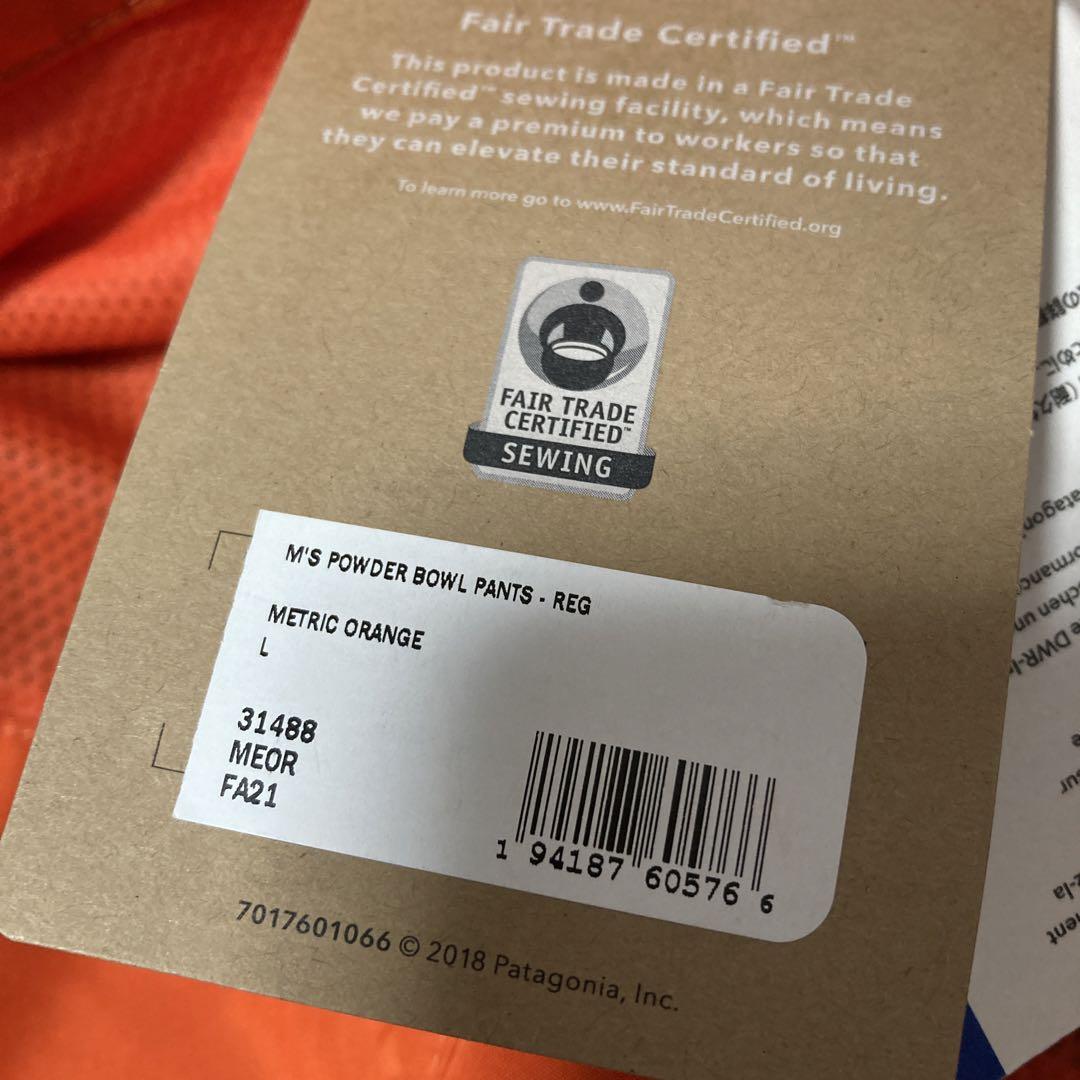 Fair Trade Certified™
This product is made in a Fair Trade
Certified™ sewing facility, which means
we pay a premium to workers so that
they can elevate their standard of living.
To learn more go to www.FairTradeCertified.org
FAIR TRADE
CERTIFIED™
SEWING
M'S POWDER BOWL PANTS - REG
METRIC ORANGE
L
31488
MEOR
FA21
1 94187 60576 6
7017601066 © 2018 Patagonia, Inc.